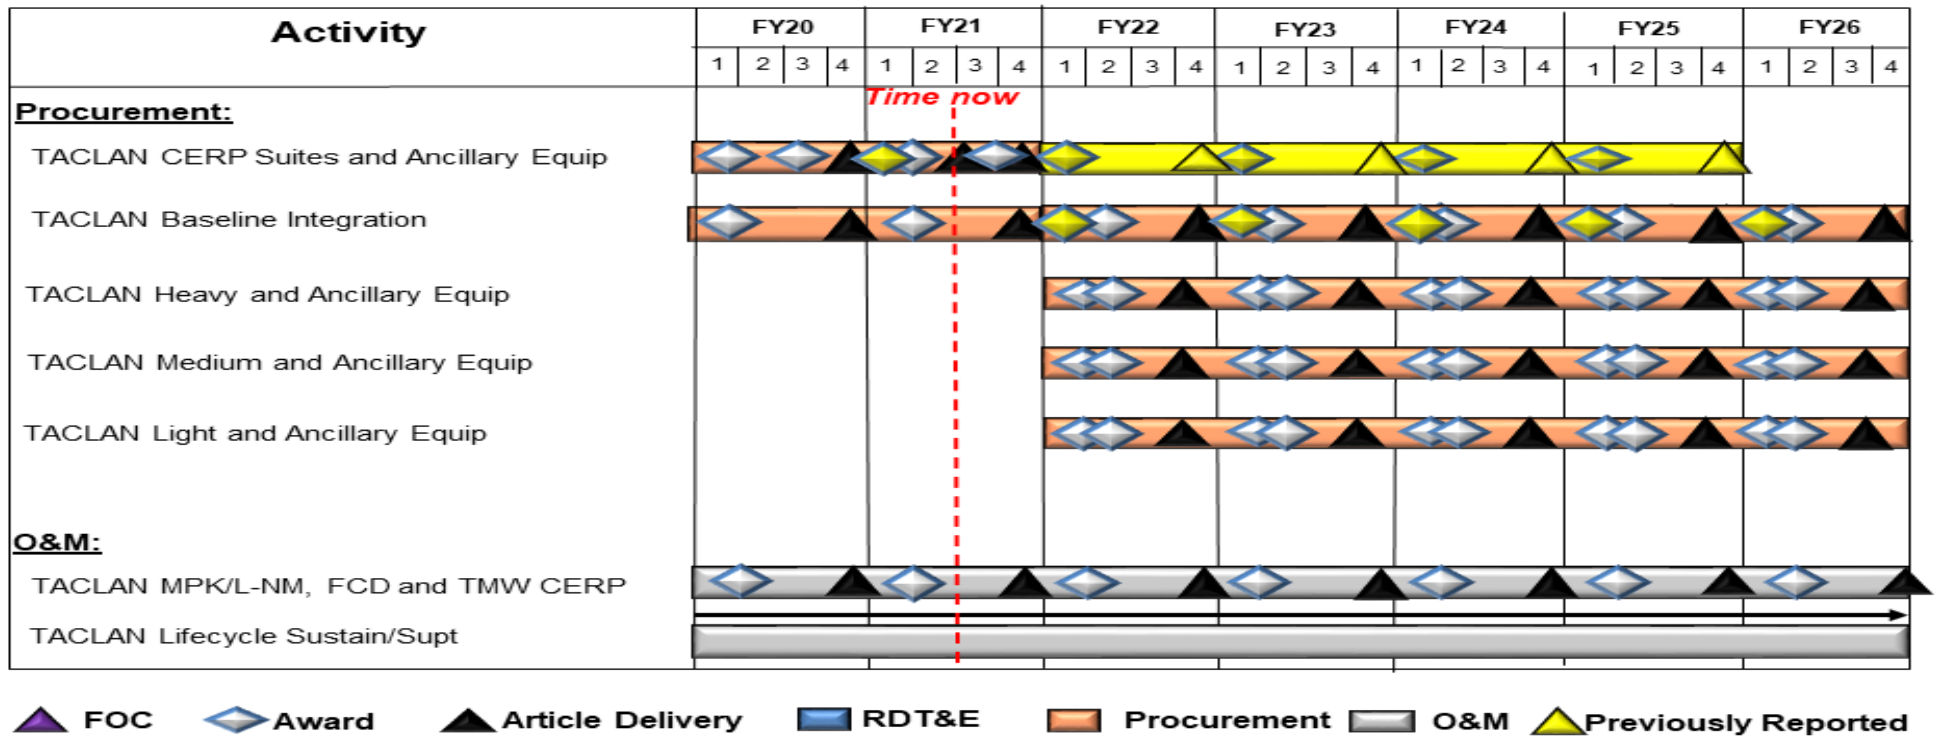 Activity FY20 FY21 FY22 FY23 FY24 FY25 FY26
1 2 3 4 1 2 3 4 1 2 3 4 1 2 3 4 1 2 3 4 1 2 3 4 1 2 3 4
Time now
Procurement:
TACLAN CERP Suites and Ancillary Equip
TACLAN Baseline Integration
TACLAN Heavy and Ancillary Equip
TACLAN Medium and Ancillary Equip
TACLAN Light and Ancillary Equip
O&M:
TACLAN MPK/L-NM, FCD and TMW CERP
TACLAN Lifecycle Sustain/Supt
FOC Award Article Delivery RDT&E Procurement O&M Previously Reported